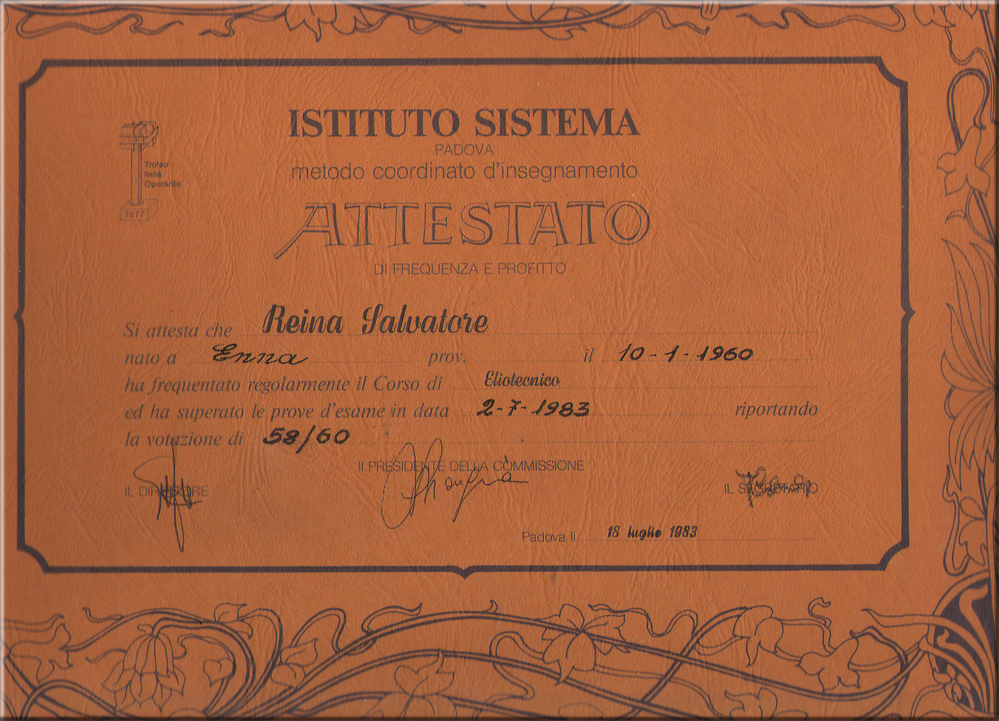 ISTITUTO SISTEMA
PADOVA
metodo coordinato d'insegnamento
Trofeo
Italia
Operante
1977
ATTESTATO
DI FREQUENZA E PROFITTO
Si attesta che Reina Salvatore
nato a Enna prov. il 10-1-1960
ha frequentato regolarmente il Corso di Eliotecnico
ed ha superato le prove d'esame in data 2-7-1983 riportando
la votazione di 58/60
Il PRESIDENTE DELLA COMMISSIONE
IL DIRETTORE
IL SEGRETARIO
Padova li 18 luglio 1983